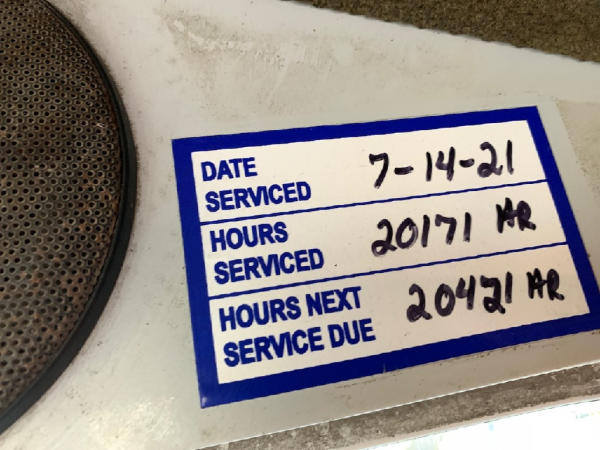 DATE
SERVICED 7-14-21
HOURS
SERVICED 20171 HR
HOURS NEXT
SERVICE DUE 20421 HR